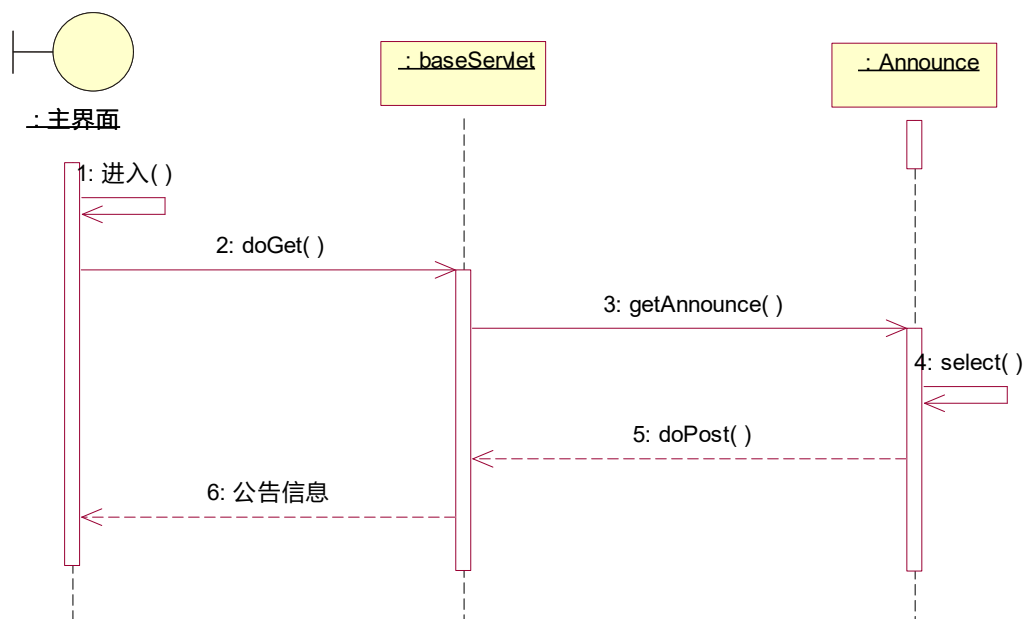 : baseServlet
: Announce
: 主界面
1: 进入( )
2: doGet( )
3: getAnnounce( )
4: select( )
5: doPost( )
6: 公告信息